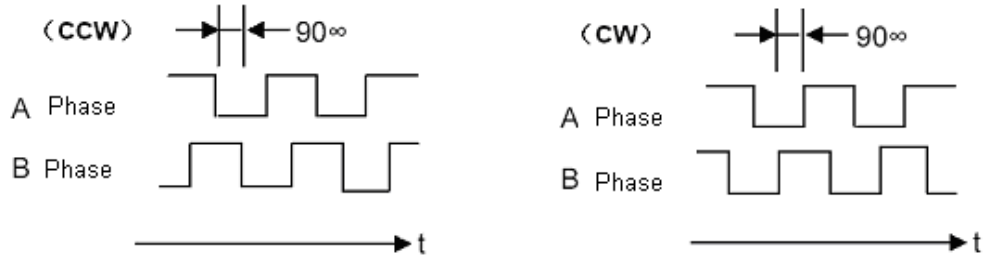 （CCW） 90∞
A Phase
B Phase
t
（CW） 90∞
A Phase
B Phase
t